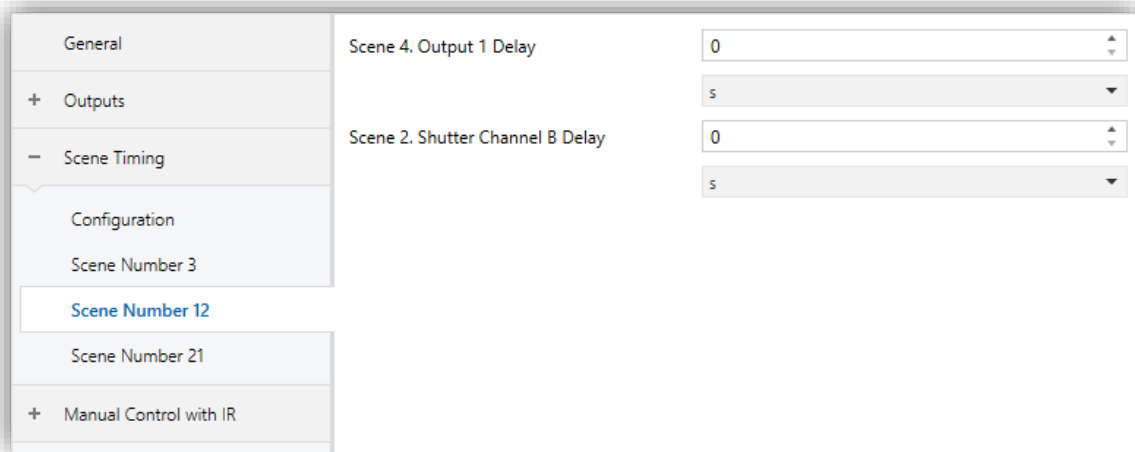 General
+ Outputs
− Scene Timing
Configuration
Scene Number 3
Scene Number 12
Scene Number 21
+ Manual Control with IR
Scene 4. Output 1 Delay
0
s
Scene 2. Shutter Channel B Delay
0
s